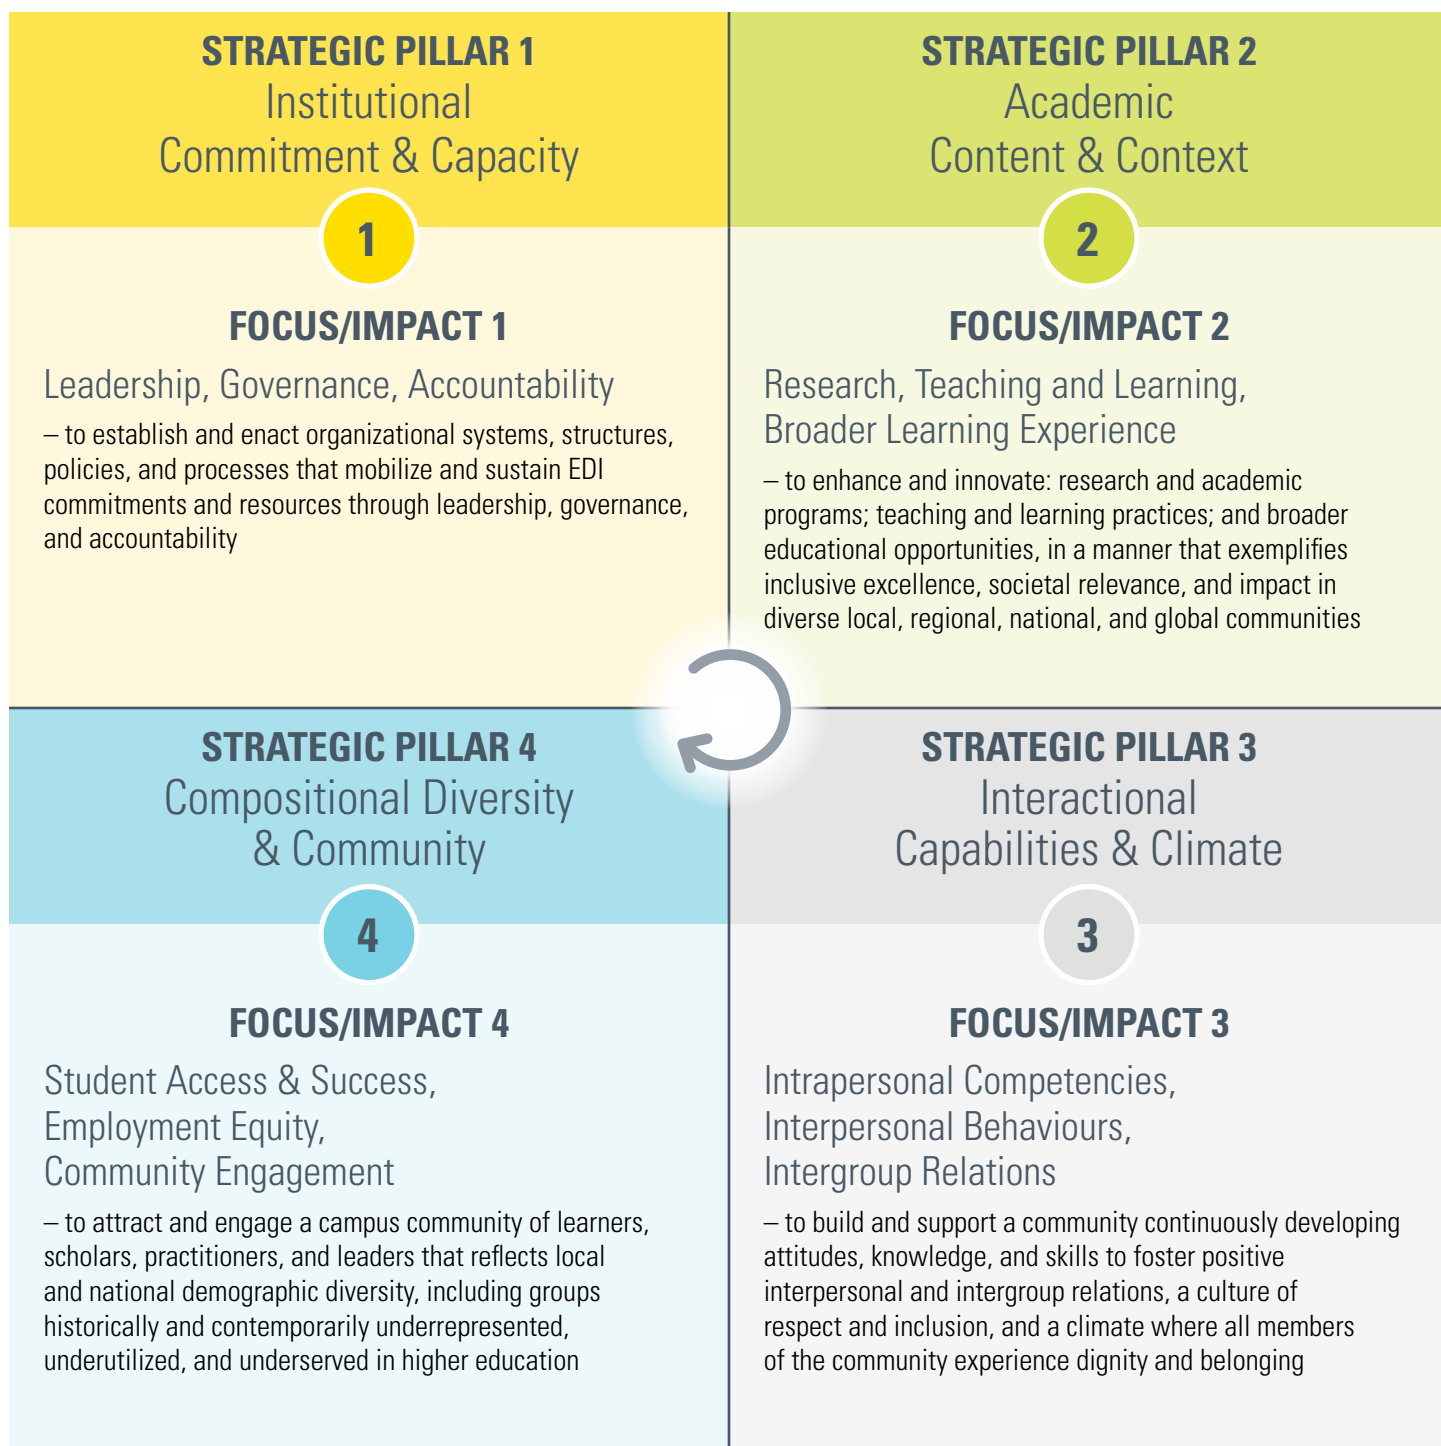 STRATEGIC PILLAR 1
Institutional
Commitment & Capacity
1
FOCUS/IMPACT 1
Leadership, Governance, Accountability
– to establish and enact organizational systems, structures,
policies, and processes that mobilize and sustain EDI
commitments and resources through leadership, governance,
and accountability
STRATEGIC PILLAR 2
Academic
Content & Context
2
FOCUS/IMPACT 2
Research, Teaching and Learning,
Broader Learning Experience
– to enhance and innovate: research and academic
programs; teaching and learning practices; and broader
educational opportunities, in a manner that exemplifies
inclusive excellence, societal relevance, and impact in
diverse local, regional, national, and global communities
STRATEGIC PILLAR 4
Compositional Diversity
& Community
4
FOCUS/IMPACT 4
Student Access & Success,
Employment Equity,
Community Engagement
– to attract and engage a campus community of learners,
scholars, practitioners, and leaders that reflects local
and national demographic diversity, including groups
historically and contemporarily underrepresented,
underutilized, and underserved in higher education
STRATEGIC PILLAR 3
Interactional
Capabilities & Climate
3
FOCUS/IMPACT 3
Intrapersonal Competencies,
Interpersonal Behaviours,
Intergroup Relations
– to build and support a community continuously developing
attitudes, knowledge, and skills to foster positive
interpersonal and intergroup relations, a culture of
respect and inclusion, and a climate where all members
of the community experience dignity and belonging